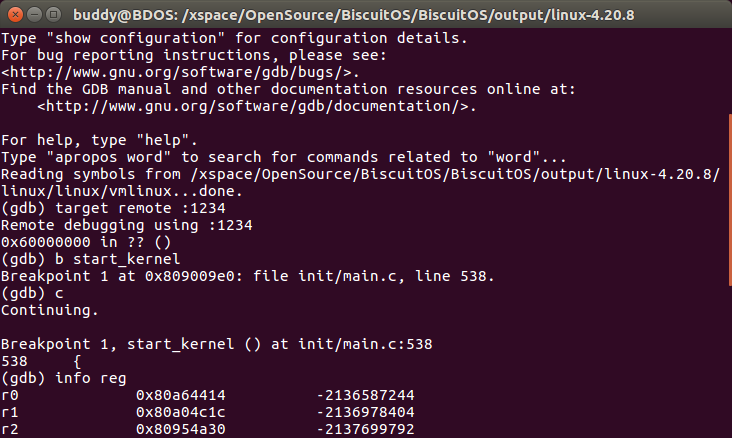 buddy@BDOS: /xspace/OpenSource/BiscuitOS/BiscuitOS/output/linux-4.20.8
Type "show configuration" for configuration details.
For bug reporting instructions, please see:
<http://www.gnu.org/software/gdb/bugs/>.
Find the GDB manual and other documentation resources online at:
    <http://www.gnu.org/software/gdb/documentation/>.

For help, type "help".
Type "apropos word" to search for commands related to "word"...
Reading symbols from /xspace/OpenSource/BiscuitOS/BiscuitOS/output/linux-4.20.8/
linux/linux/vmlinux...done.
(gdb) target remote :1234
Remote debugging using :1234
0x60000000 in ?? ()
(gdb) b start_kernel
Breakpoint 1 at 0x809009e0: file init/main.c, line 538.
(gdb) c
Continuing.

Breakpoint 1, start_kernel () at init/main.c:538
538     {
(gdb) info reg
r0             0x80a64414          -2136587244
r1             0x80a04c1c          -2136978404
r2             0x80954a30          -2137699792